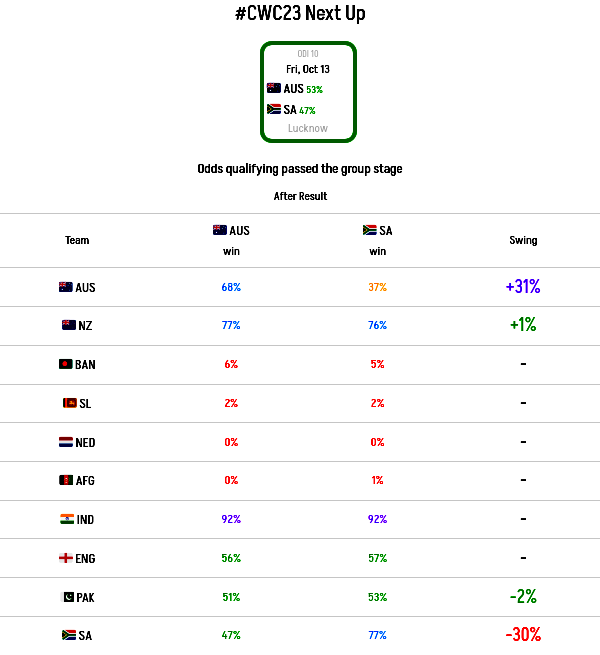 #CWC23 Next Up
ODI 10
Fri, Oct 13
AUS 53%
SA 47%
Lucknow
Odds qualifying passed the group stage
After Result
Team AUS win SA win Swing
AUS 68% 37% +31%
NZ 77% 76% +1%
BAN 6% 5% -
SL 2% 2% -
NED 0% 0% -
AFG 0% 1% -
IND 92% 92% -
ENG 56% 57% -
PAK 51% 53% -2%
SA 47% 77% -30%